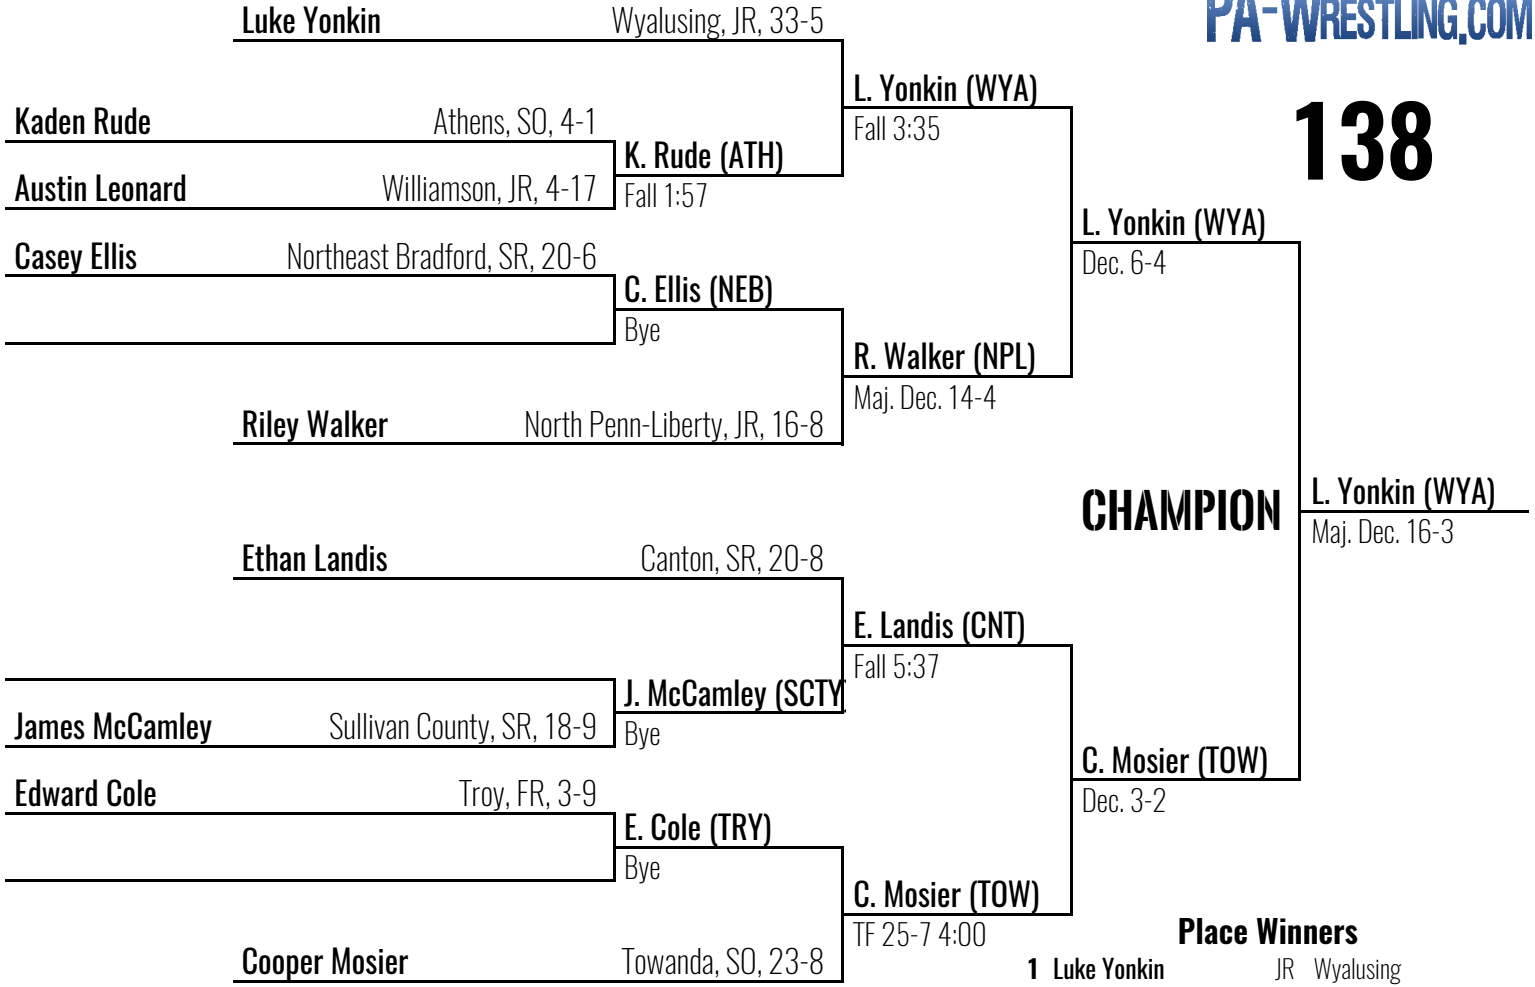 PA-WRESTLING.COM
138
Luke Yonkin Wyalusing, JR, 33-5
L. Yonkin (WYA)
Fall 3:35
Kaden Rude Athens, SO, 4-1
K. Rude (ATH)
Fall 1:57
Austin Leonard Williamson, JR, 4-17
L. Yonkin (WYA)
Dec. 6-4
Casey Ellis Northeast Bradford, SR, 20-6
C. Ellis (NEB)
Bye
R. Walker (NPL)
Maj. Dec. 14-4
Riley Walker North Penn-Liberty, JR, 16-8
CHAMPION
L. Yonkin (WYA)
Maj. Dec. 16-3
Ethan Landis Canton, SR, 20-8
E. Landis (CNT)
Fall 5:37
J. McCamley (SCTY
Bye
James McCamley Sullivan County, SR, 18-9
C. Mosier (TOW)
Dec. 3-2
Edward Cole Troy, FR, 3-9
E. Cole (TRY)
Bye
C. Mosier (TOW)
TF 25-7 4:00
Cooper Mosier Towanda, SO, 23-8
Place Winners
1 Luke Yonkin JR Wyalusing